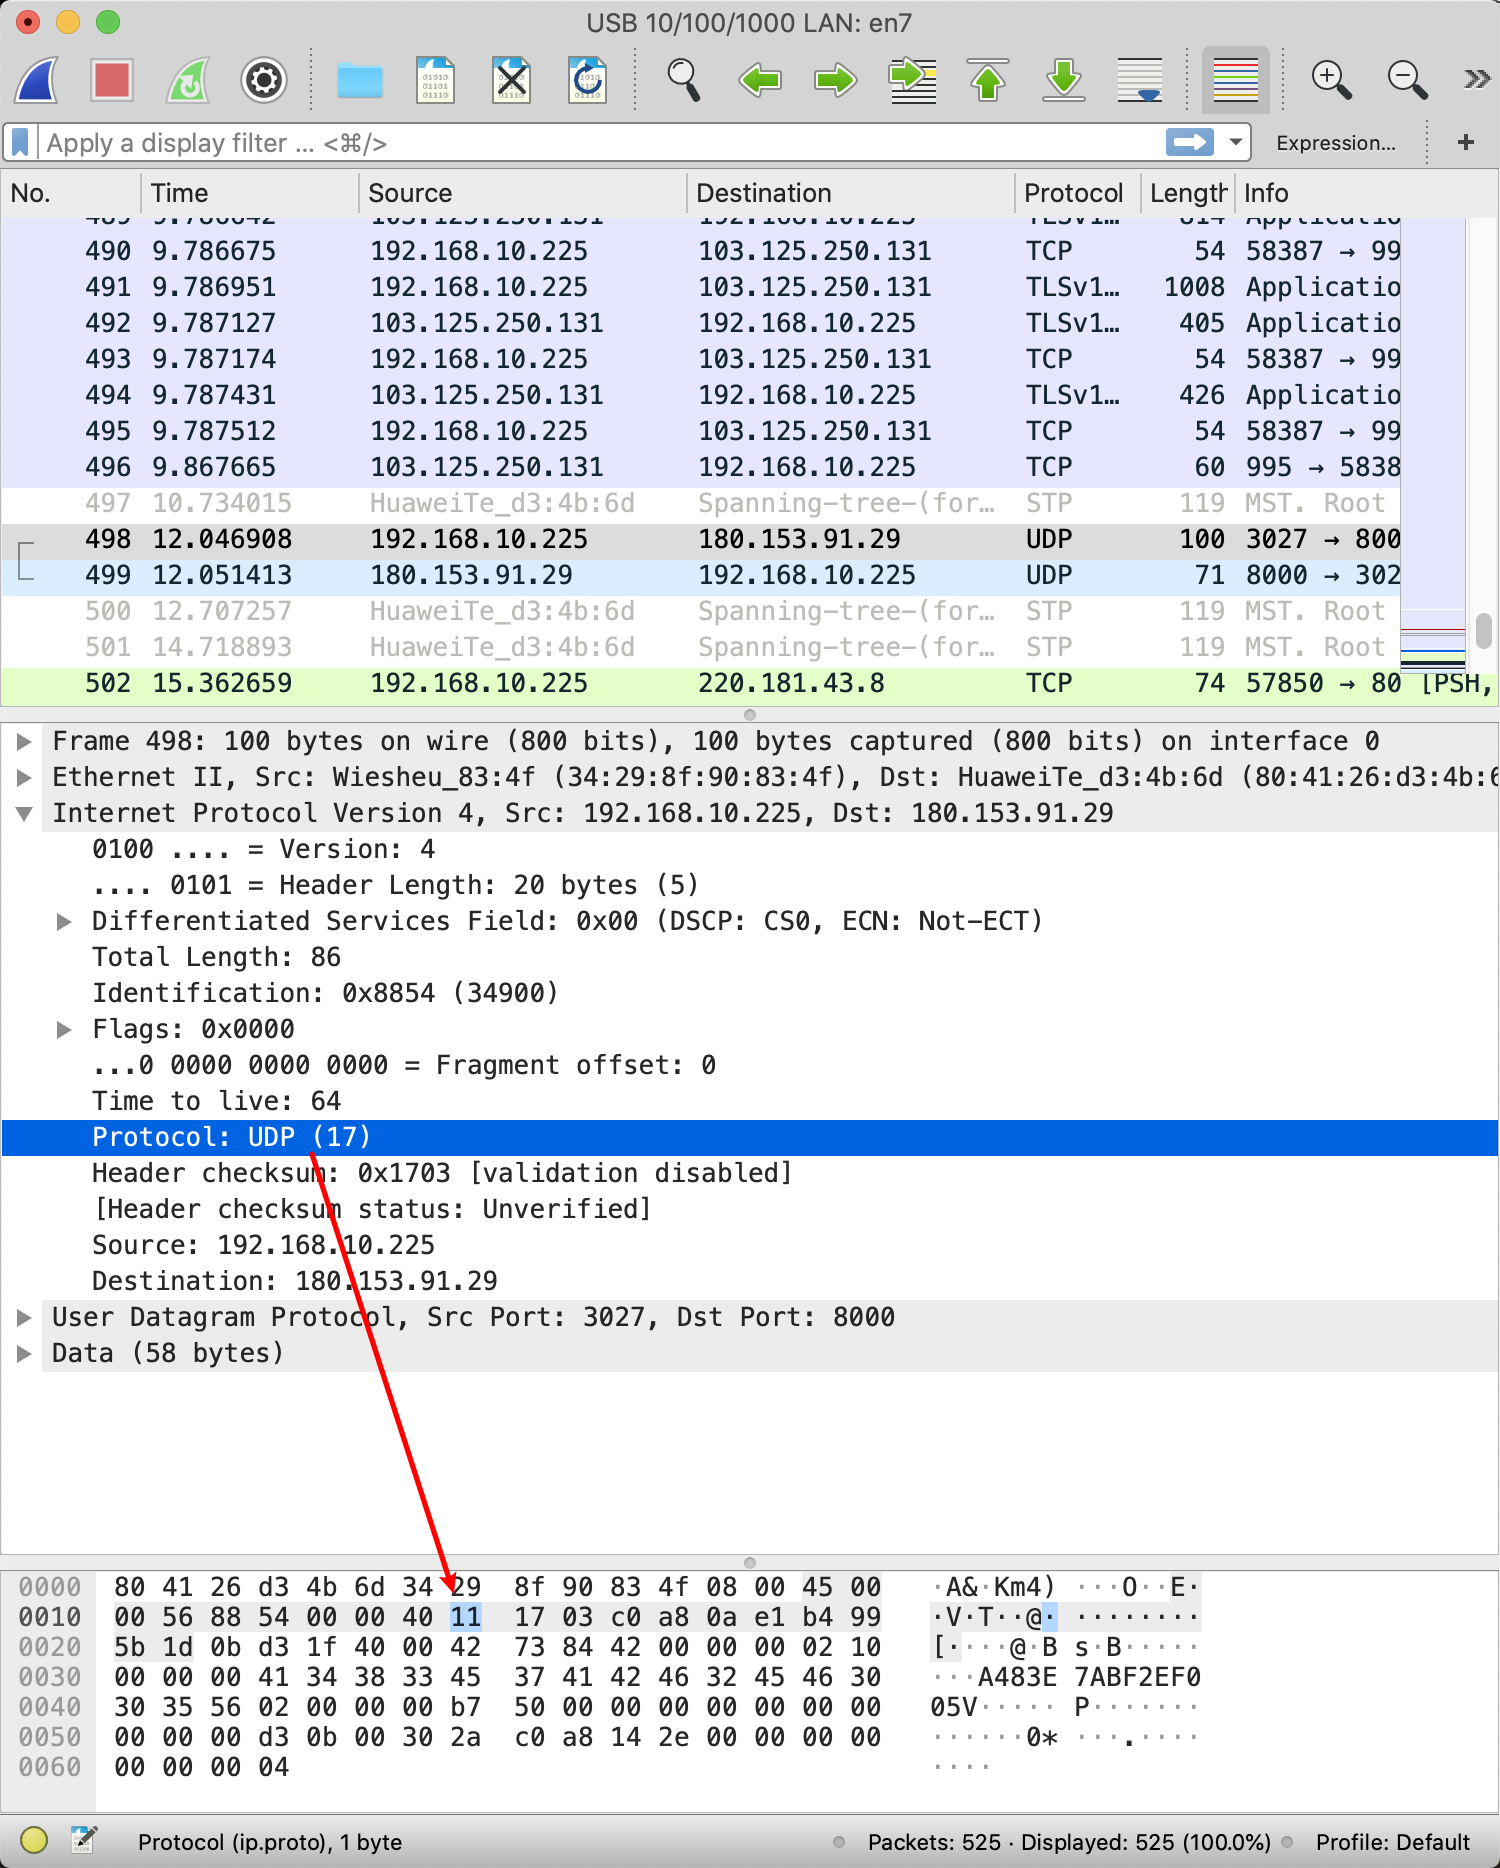 USB 10/100/1000 LAN: en7
Apply a display filter ... <⌘/>
Expression...
+
No. Time Source Destination Protocol Length Info
489 9.786642 103.125.250.131 192.168.10.225 TLSv1… 814 Applicatio
490 9.786675 192.168.10.225 103.125.250.131 TCP 54 58387 → 99
491 9.786951 192.168.10.225 103.125.250.131 TLSv1… 1008 Applicatio
492 9.787127 103.125.250.131 192.168.10.225 TLSv1… 405 Applicatio
493 9.787174 192.168.10.225 103.125.250.131 TCP 54 58387 → 99
494 9.787431 103.125.250.131 192.168.10.225 TLSv1… 426 Applicatio
495 9.787512 192.168.10.225 103.125.250.131 TCP 54 58387 → 99
496 9.867665 103.125.250.131 192.168.10.225 TCP 60 995 → 5838
497 10.734015 HuaweiTe_d3:4b:6d Spanning-tree-(for… STP 119 MST. Root
498 12.046908 192.168.10.225 180.153.91.29 UDP 100 3027 → 800
499 12.051413 180.153.91.29 192.168.10.225 UDP 71 8000 → 302
500 12.707257 HuaweiTe_d3:4b:6d Spanning-tree-(for… STP 119 MST. Root
501 14.718893 HuaweiTe_d3:4b:6d Spanning-tree-(for… STP 119 MST. Root
502 15.362659 192.168.10.225 220.181.43.8 TCP 74 57850 → 80 [PSH,
Frame 498: 100 bytes on wire (800 bits), 100 bytes captured (800 bits) on interface 0
Ethernet II, Src: Wiesheu_83:4f (34:29:8f:90:83:4f), Dst: HuaweiTe_d3:4b:6d (80:41:26:d3:4b:6
Internet Protocol Version 4, Src: 192.168.10.225, Dst: 180.153.91.29
0100 .... = Version: 4
.... 0101 = Header Length: 20 bytes (5)
Differentiated Services Field: 0x00 (DSCP: CS0, ECN: Not-ECT)
Total Length: 86
Identification: 0x8854 (34900)
Flags: 0x0000
...0 0000 0000 0000 = Fragment offset: 0
Time to live: 64
Protocol: UDP (17)
Header checksum: 0x1703 [validation disabled]
[Header checksum status: Unverified]
Source: 192.168.10.225
Destination: 180.153.91.29
User Datagram Protocol, Src Port: 3027, Dst Port: 8000
Data (58 bytes)
0000 80 41 26 d3 4b 6d 34 29 8f 90 83 4f 08 00 45 00 ·A&·Km4) ···O··E·
0010 00 56 88 54 00 00 40 11 17 03 c0 a8 0a e1 b4 99 ·V·T··@· ········
0020 5b 1d 0b d3 1f 40 00 42 73 84 42 00 00 00 02 10 [····@·B s·B·····
0030 00 00 00 41 34 38 33 45 37 41 42 46 32 45 46 30 ···A483E 7ABF2EF0
0040 30 35 56 02 00 00 00 b7 50 00 00 00 00 00 00 00 05V····· P·······
0050 00 00 00 d3 0b 00 30 2a c0 a8 14 2e 00 00 00 00 ······0* ···.····
0060 00 00 00 04 ····
Protocol (ip.proto), 1 byte
Packets: 525 · Displayed: 525 (100.0%)
Profile: Default